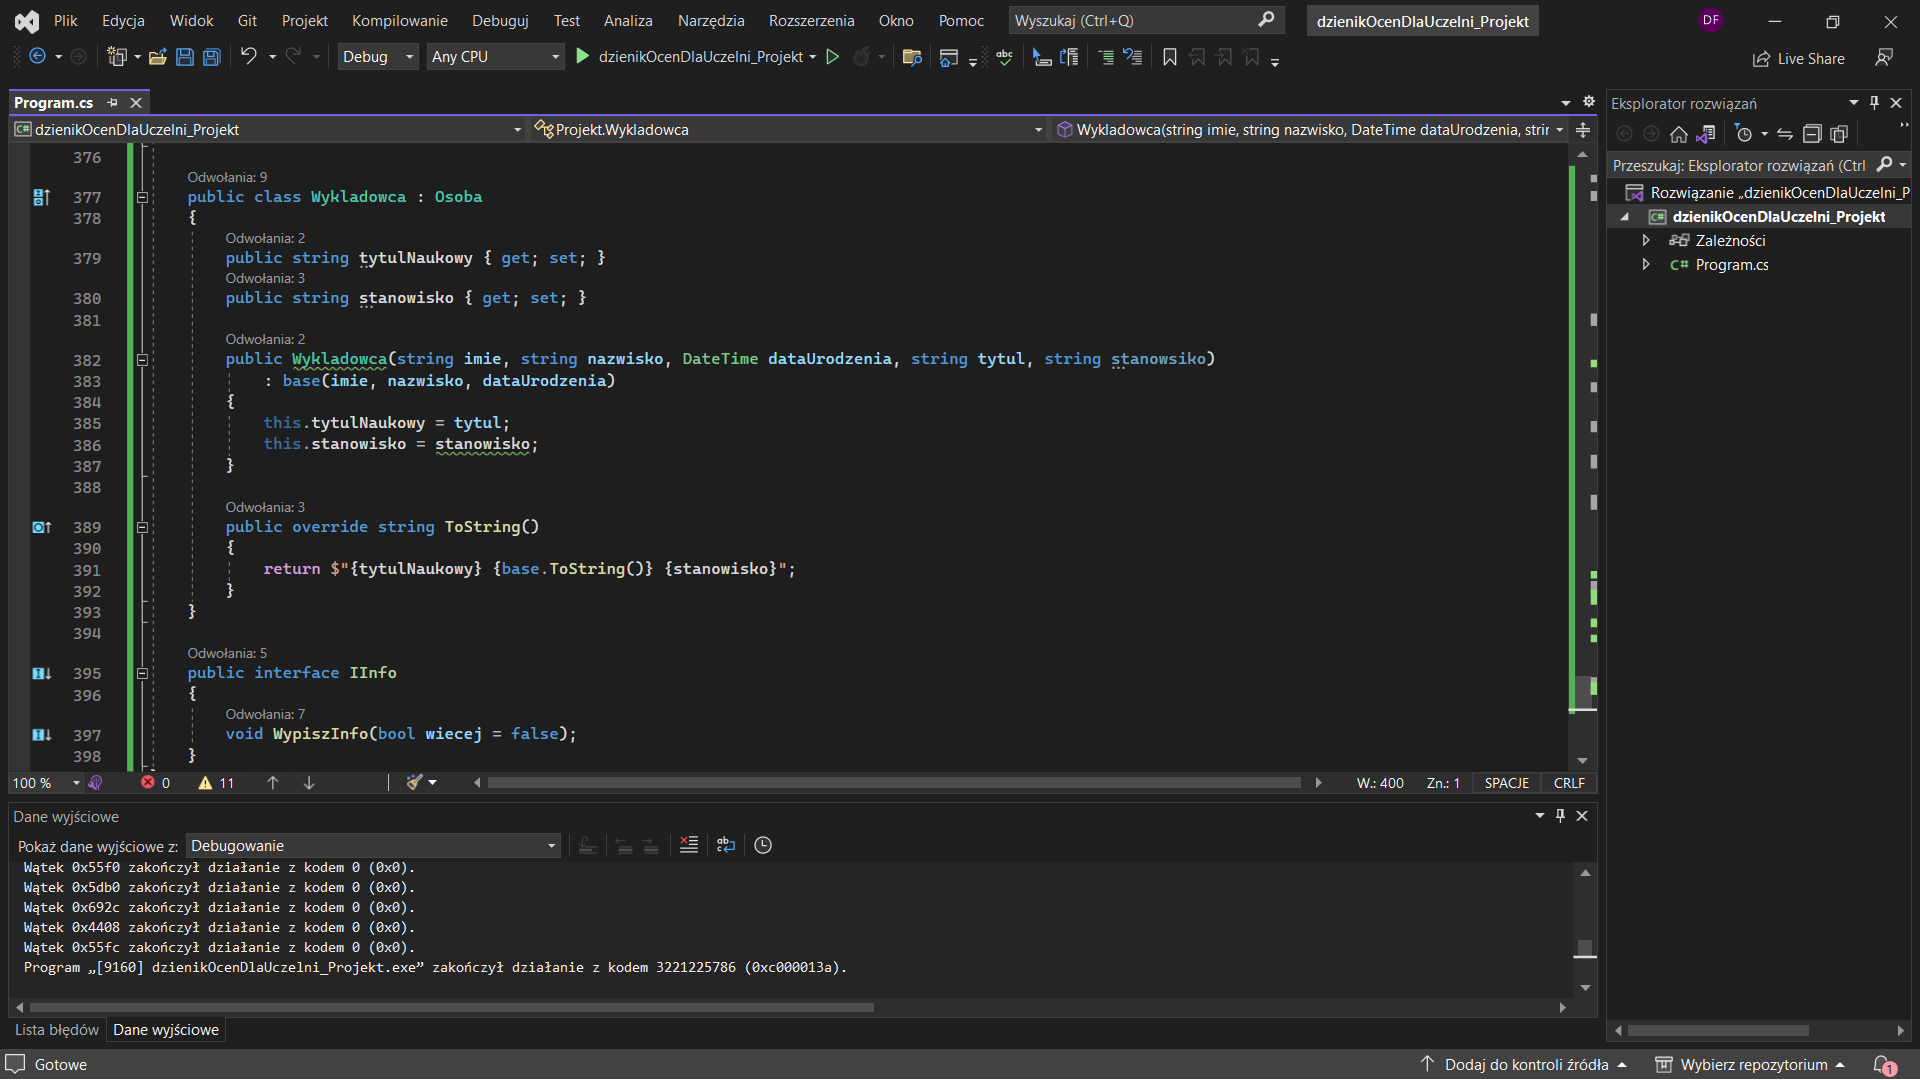 Plik Edycja Widok Git Projekt Kompilowanie Debuguj Test Analiza Narzędzia Rozszerzenia Okno Pomoc Wyszukaj (Ctrl+Q) dzienikOcenDlaUczelni_Projekt DF
Debug Any CPU dzienikOcenDlaUczelni_Projekt Live Share
Program.cs
dzienikOcenDlaUczelni_Projekt Projekt.Wykladowca Wykladowca(string imie, string nazwisko, DateTime dataUrodzenia, strir
376
Odwołania: 9
377 public class Wykladowca : Osoba
378 {
Odwołania: 2
379 public string tytulNaukowy { get; set; }
Odwołania: 3
380 public string stanowisko { get; set; }
381
Odwołania: 2
382 public Wykladowca(string imie, string nazwisko, DateTime dataUrodzenia, string tytul, string stanowsiko)
383 : base(imie, nazwisko, dataUrodzenia)
384 {
385 this.tytulNaukowy = tytul;
386 this.stanowisko = stanowisko;
387 }
388
Odwołania: 3
389 public override string ToString()
390 {
391 return $"{tytulNaukowy} {base.ToString()} {stanowisko}";
392 }
393 }
394
Odwołania: 5
395 public interface IInfo
396 {
Odwołania: 7
397 void WypiszInfo(bool wiecej = false);
398 }
100 % 0 11 W.: 400 Zn.: 1 SPACJE CRLF
Dane wyjściowe
Pokaż dane wyjściowe z: Debugowanie
Wątek 0x55f0 zakończył działanie z kodem 0 (0x0).
Wątek 0x5db0 zakończył działanie z kodem 0 (0x0).
Wątek 0x692c zakończył działanie z kodem 0 (0x0).
Wątek 0x4408 zakończył działanie z kodem 0 (0x0).
Wątek 0x55fc zakończył działanie z kodem 0 (0x0).
Program „[9160] dzienikOcenDlaUczelni_Projekt.exe” zakończył działanie z kodem 3221225786 (0xc000013a).
Lista błędów Dane wyjściowe
Eksplorator rozwiązań
Przeszukaj: Eksplorator rozwiązań (Ctrl
Rozwiązanie „dzienikOcenDlaUczelni_P
dzienikOcenDlaUczelni_Projekt
Zależności
C# Program.cs
Gotowe Dodaj do kontroli źródła Wybierz repozytorium 1